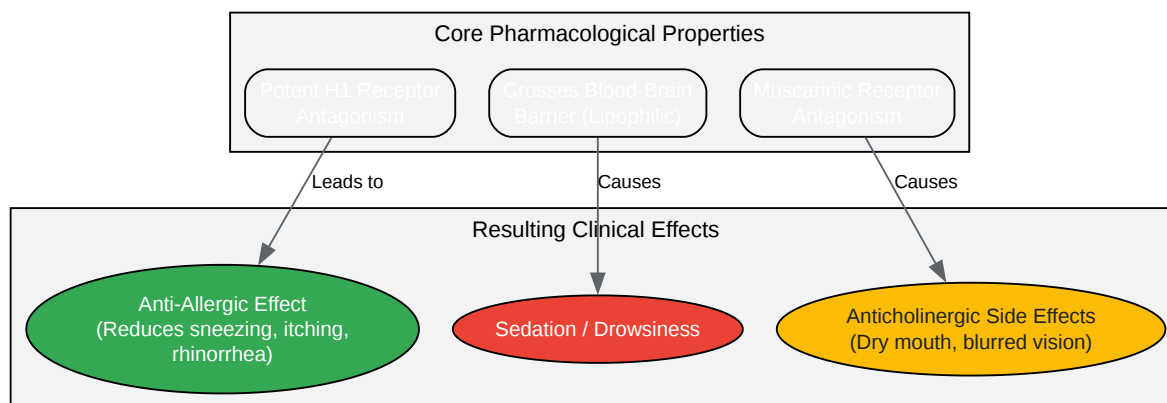 Core Pharmacological Properties
Potent H1 Receptor
Antagonism
Crosses Blood-Brain
Barrier (Lipophilic)
Muscarinic Receptor
Antagonism
Leads to
Causes
Causes
Resulting Clinical Effects
Anti-Allergic Effect
(Reduces sneezing, itching,
rhinorrhea)
Sedation / Drowsiness
Anticholinergic Side Effects
(Dry mouth, blurred vision)